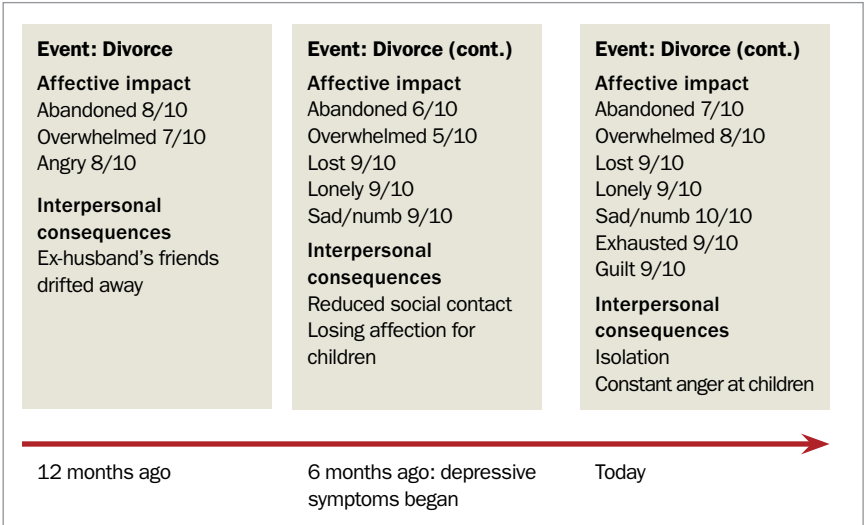 Event: Divorce
Affective impact
Abandoned 8/10
Overwhelmed 7/10
Angry 8/10
Interpersonal
consequences
Ex-husband's friends
drifted away
Event: Divorce (cont.)
Affective impact
Abandoned 6/10
Overwhelmed 5/10
Lost 9/10
Lonely 9/10
Sad/numb 9/10
Interpersonal
consequences
Reduced social contact
Losing affection for
children
Event: Divorce (cont.)
Affective impact
Abandoned 7/10
Overwhelmed 8/10
Lost 9/10
Lonely 9/10
Sad/numb 10/10
Exhausted 9/10
Guilt 9/10
Interpersonal
consequences
Isolation
Constant anger at children
12 months ago
6 months ago: depressive
symptoms began
Today